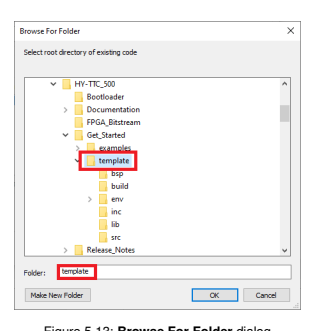 Browse For Folder
Select root directory of existing code
HY-TTC_500
Bootloader
Documentation
FPGA_Bitstream
Get_Started
examples
template
bsp
build
env
inc
lib
src
Release_Notes
Folder: template
Make New Folder OK Cancel
Figure 5.13: Browse For Folder dialog